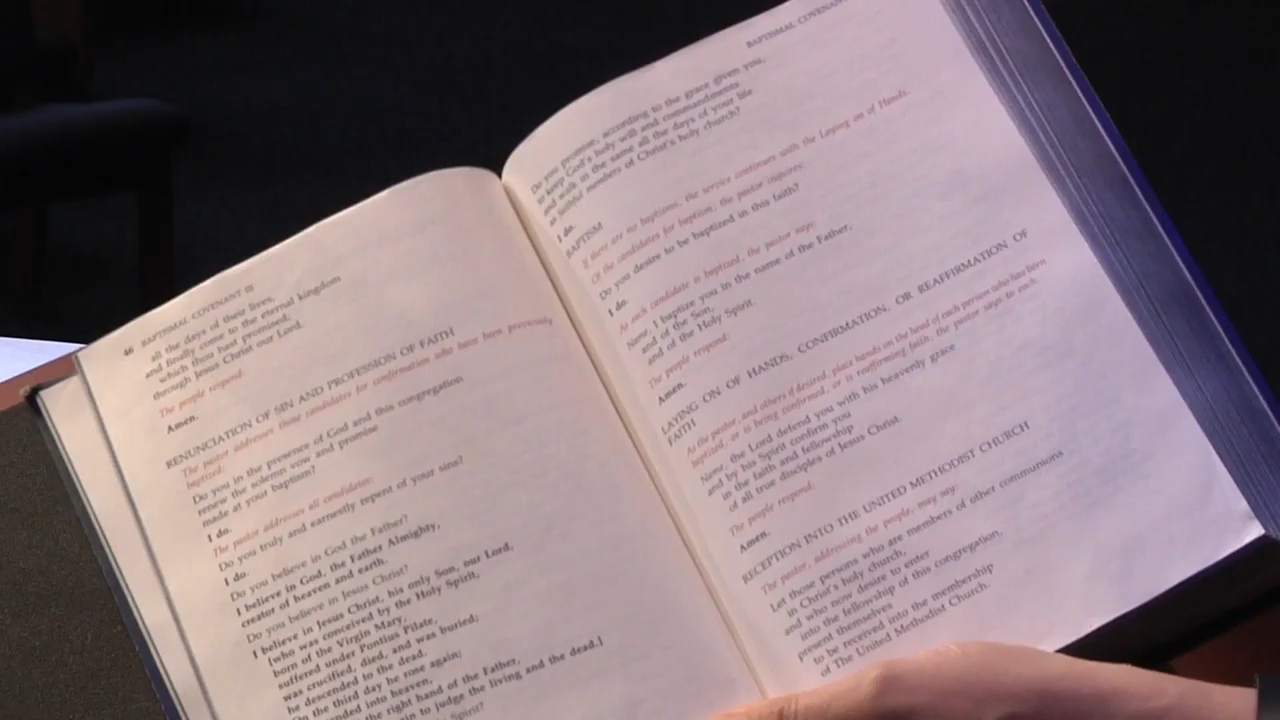 46 BAPTISMAL COVENANT III
all the days of their lives,
and finally come to the eternal kingdom
which thou hast promised;
through Jesus Christ our Lord.
The people respond:
Amen.
RENUNCIATION OF SIN AND PROFESSION OF FAITH
The pastor addresses those candidates for confirmation who have been previously
baptized:
Do you in the presence of God and this congregation
renew the solemn vow and promise
made at your baptism?
I do.
The pastor addresses all candidates:
Do you truly and earnestly repent of your sins?
I do.
Do you believe in God the Father?
I believe in God, the Father Almighty,
creator of heaven and earth.
Do you believe in Jesus Christ?
I believe in Jesus Christ, his only Son, our Lord,
[who was conceived by the Holy Spirit,
born of the Virgin Mary,
suffered under Pontius Pilate,
was crucified, died, and was buried;
he descended to the dead.
On the third day he rose again;
ended into heaven,
the right hand of the Father,
to judge the living and the dead.]
Spirit?
BAPTISMAL COVENANT
Do you promise, according to the grace given you,
to keep God's holy will and commandments
and walk in the same all the days of your life
as faithful members of Christ's holy church?
I do.
BAPTISM
If there are no baptisms, the service continues with the Laying on of Hands.
Of the candidates for baptism, the pastor inquires:
Do you desire to be baptized in this faith?
I do.
As each candidate is baptized, the pastor says:
Name, I baptize you in the name of the Father,
and of the Son,
and of the Holy Spirit.
The people respond:
Amen.
LAYING ON OF HANDS, CONFIRMATION, OR REAFFIRMATION OF
FAITH
As the pastor, and others if desired, place hands on the head of each person who has been
baptized, or is being confirmed, or is reaffirming faith, the pastor says to each:
Name, the Lord defend you with his heavenly grace
and by his Spirit confirm you
in the faith and fellowship
of all true disciples of Jesus Christ.
The people respond:
Amen.
RECEPTION INTO THE UNITED METHODIST CHURCH
The pastor, addressing the people, may say:
Let those persons who are members of other communions
in Christ's holy church,
and who now desire to enter
into the fellowship of this congregation,
present themselves
to be received into the membership
of The United Methodist Church.